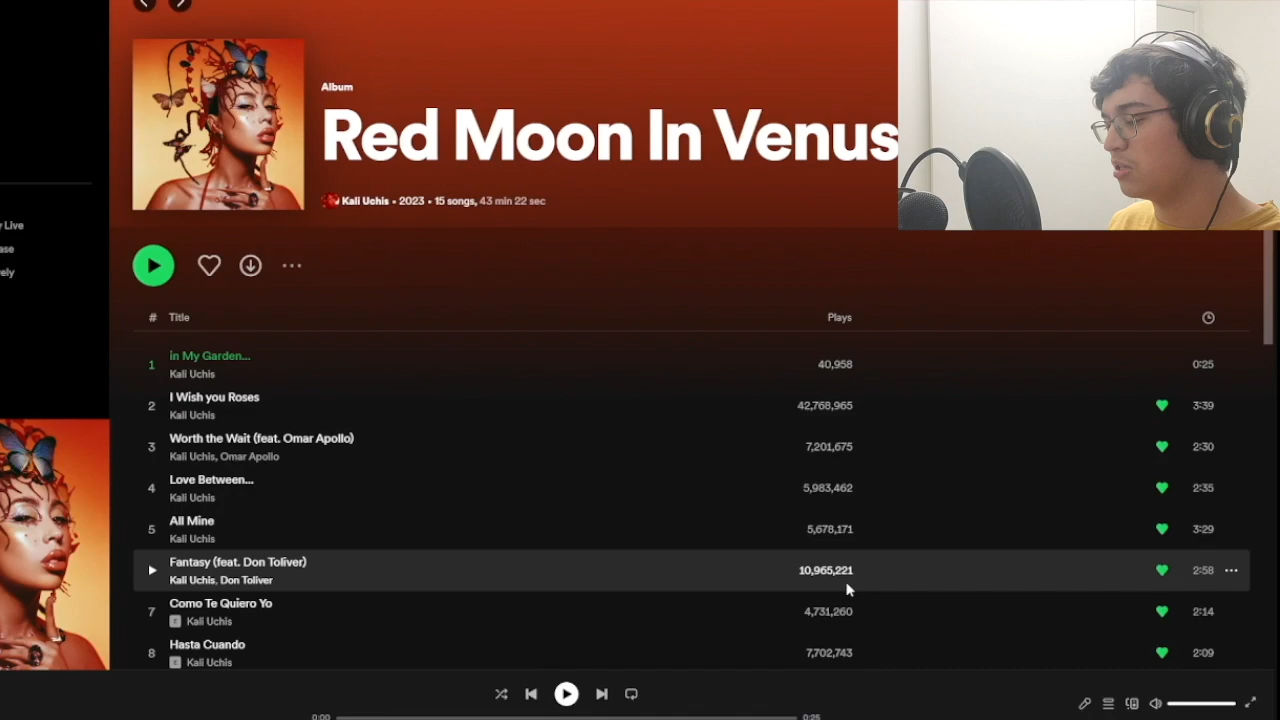 Album
Red Moon In Venus
Kali Uchis • 2023 • 15 songs, 43 min 22 sec
Live
# Title Plays
1 in My Garden... 40,958 0:25
Kali Uchis
2 I Wish you Roses 42,768,965 3:39
Kali Uchis
3 Worth the Wait (feat. Omar Apollo) 7,201,675 2:30
Kali Uchis, Omar Apollo
4 Love Between... 5,983,462 2:35
Kali Uchis
5 All Mine 5,678,171 3:29
Kali Uchis
Fantasy (feat. Don Toliver) 10,965,221 2:58
Kali Uchis, Don Toliver
7 Como Te Quiero Yo 4,731,260 2:14
E Kali Uchis
8 Hasta Cuando 7,702,743 2:09
E Kali Uchis
0:00 0:25